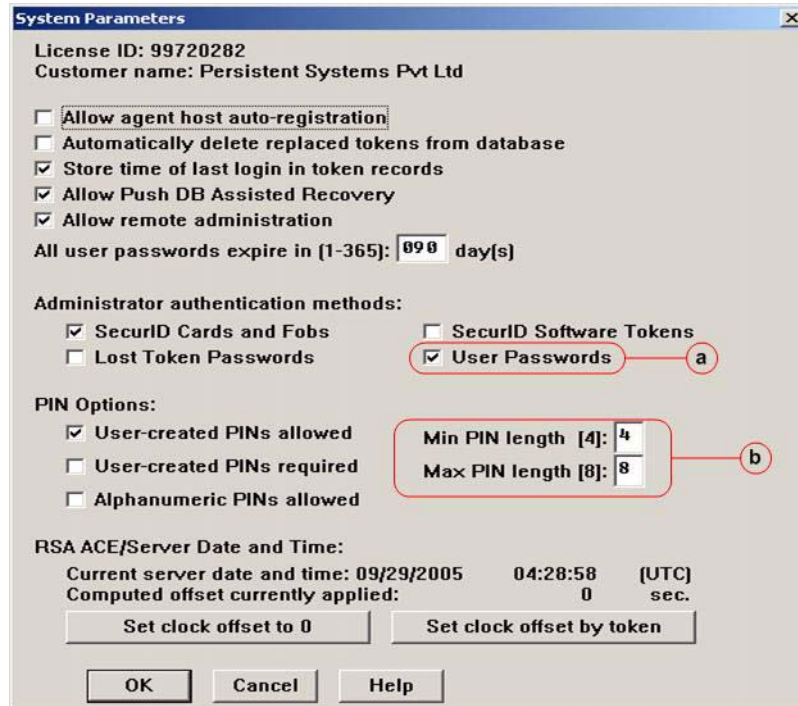 System Parameters
License ID: 99720282
Customer name: Persistent Systems Pvt Ltd
Allow agent host auto-registration
Automatically delete replaced tokens from database
Store time of last login in token records
Allow Push DB Assisted Recovery
Allow remote administration
All user passwords expire in (1-365): 090 day(s)
Administrator authentication methods:
SecurID Cards and Fobs SecurID Software Tokens
Lost Token Passwords User Passwords a
PIN Options:
User-created PINs allowed Min PIN length [4]: 4
User-created PINs required Max PIN length [8]: 8 b
Alphanumeric PINs allowed
RSA ACE/Server Date and Time:
Current server date and time: 09/29/2005 04:28:58 (UTC)
Computed offset currently applied: 0 sec.
Set clock offset to 0 Set clock offset by token
OK Cancel Help